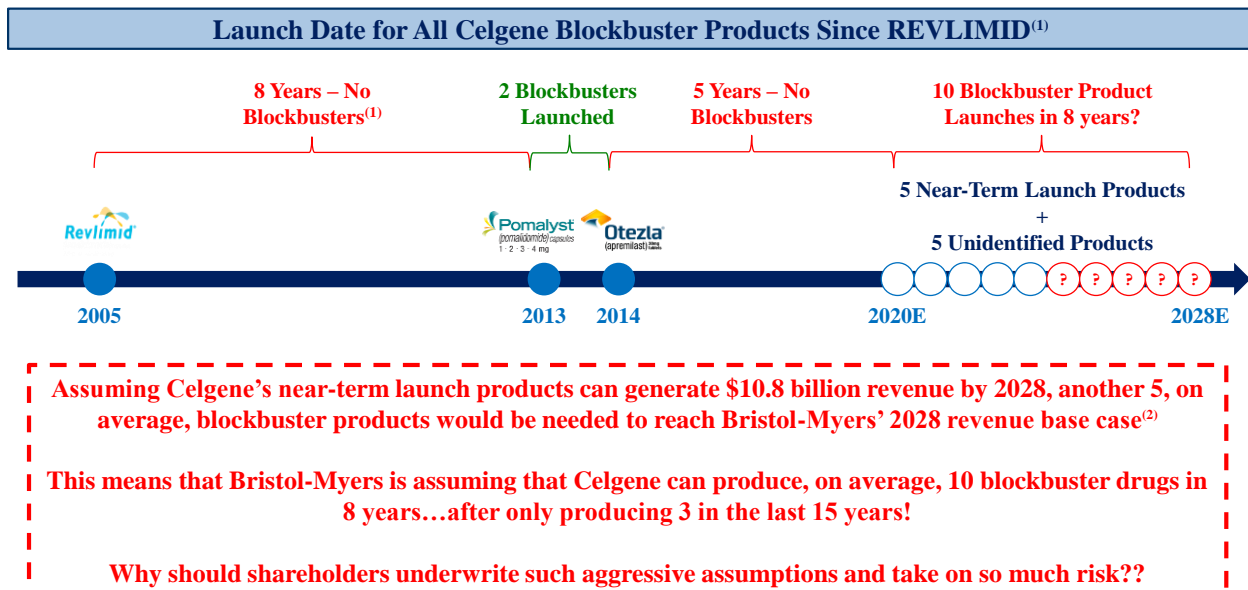 Launch Date for All Celgene Blockbuster Products Since REVLIMID(1)
8 Years – No
Blockbusters(1)
2 Blockbusters
Launched
5 Years – No
Blockbusters
10 Blockbuster Product
Launches in 8 years?
5 Near-Term Launch Products
+
5 Unidentified Products
Revlimid
Pomalyst
(pomalidomide) capsules
1 · 2 · 3 · 4 mg
Otezla
(apremilast)
? ? ? ? ?
2005
2013
2014
2020E
2028E
Assuming Celgene’s near-term launch products can generate $10.8 billion revenue by 2028, another 5, on
average, blockbuster products would be needed to reach Bristol-Myers’ 2028 revenue base case(2)
This means that Bristol-Myers is assuming that Celgene can produce, on average, 10 blockbuster drugs in
8 years…after only producing 3 in the last 15 years!
Why should shareholders underwrite such aggressive assumptions and take on so much risk??